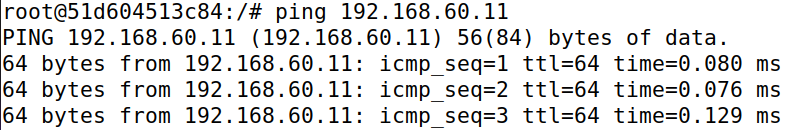 root@51d604513c84:/# ping 192.168.60.11
PING 192.168.60.11 (192.168.60.11) 56(84) bytes of data.
64 bytes from 192.168.60.11: icmp_seq=1 ttl=64 time=0.080 ms
64 bytes from 192.168.60.11: icmp_seq=2 ttl=64 time=0.076 ms
64 bytes from 192.168.60.11: icmp_seq=3 ttl=64 time=0.129 ms